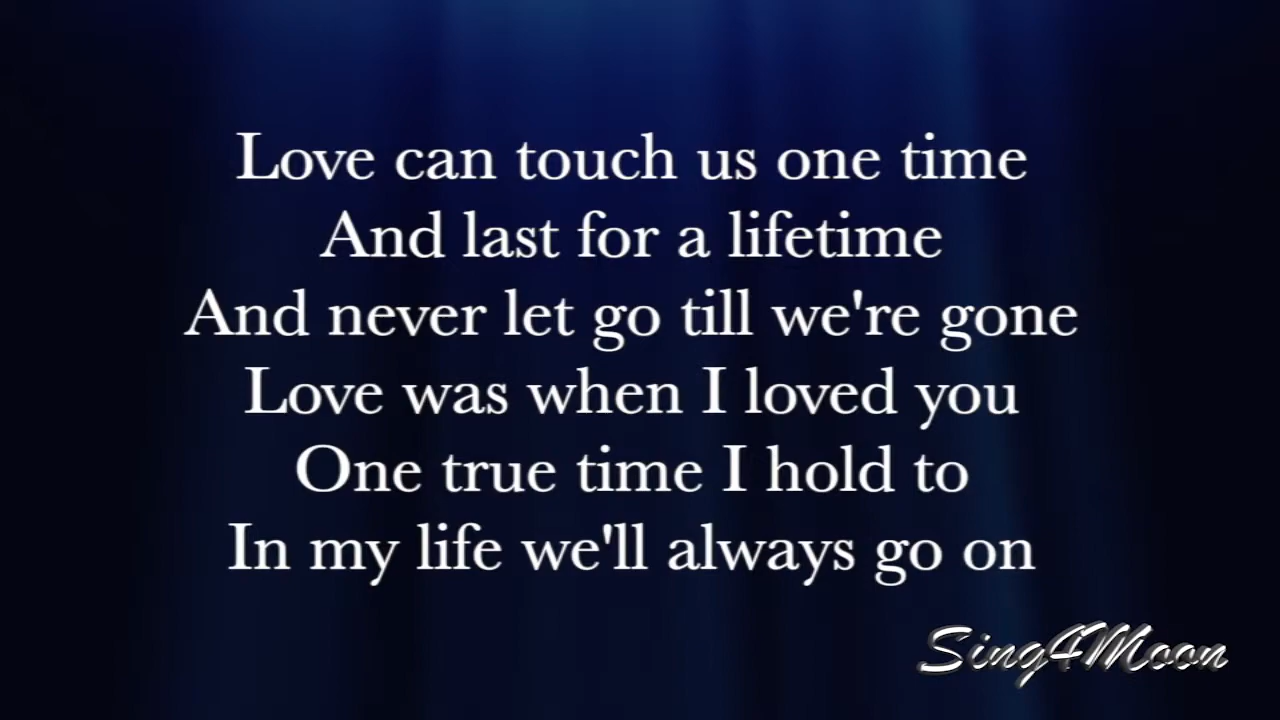 Love can touch us one time
And last for a lifetime
And never let go till we're gone
Love was when I loved you
One true time I hold to
In my life we'll always go on
Sing4Moon